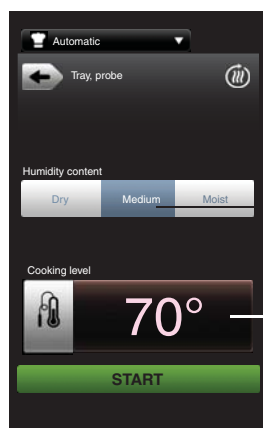 Automatic
Tray, probe
Humidity content
Dry Medium Moist
Cooking level
70°
START